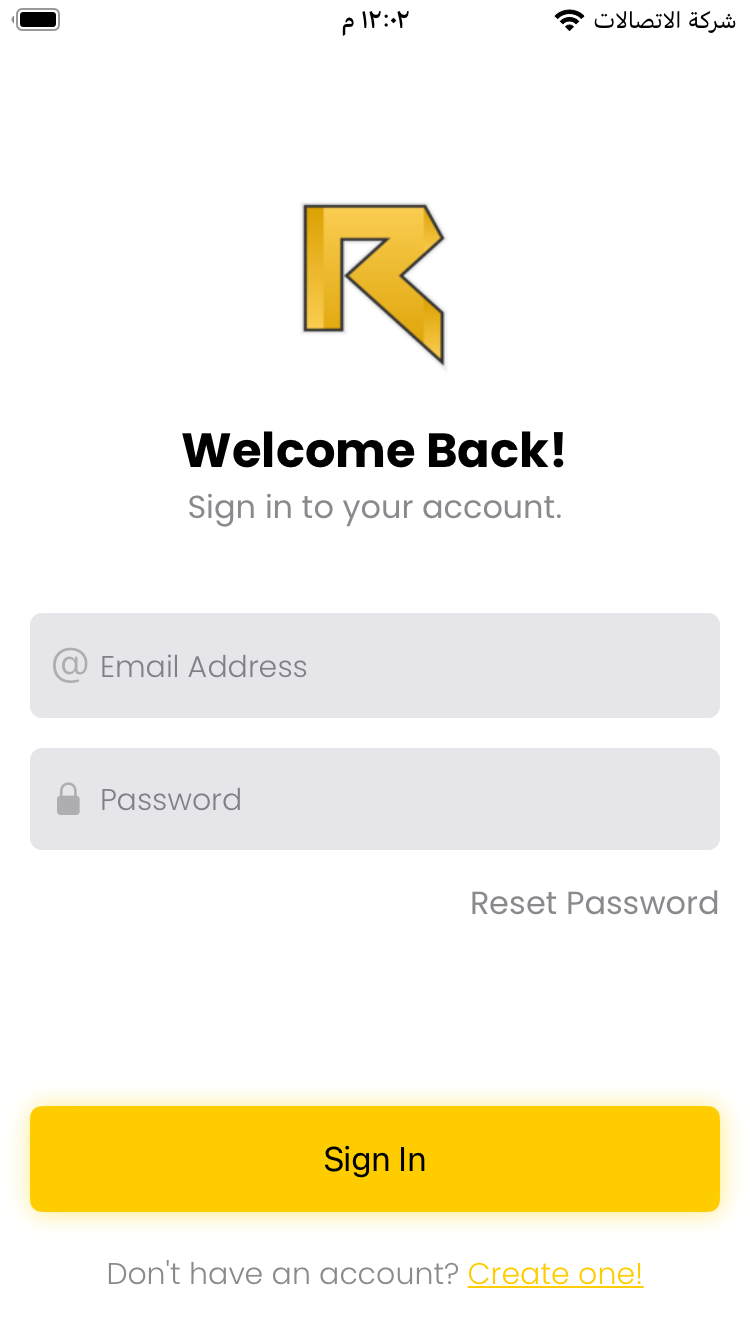 شركة الاتصالات ١٢:٠٢ م
R
Welcome Back!
Sign in to your account.
@ Email Address
Password
Reset Password
Sign In
Don't have an account? Create one!